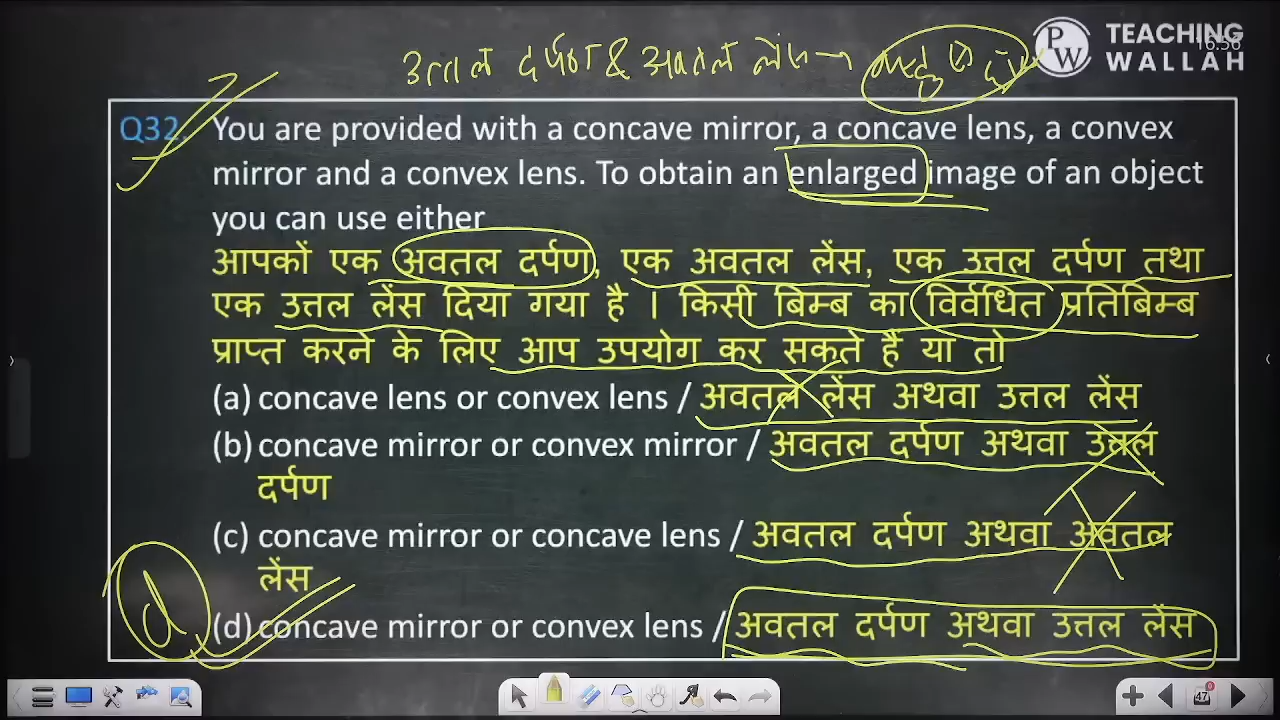 उत्तल दर्पण & अवतल लेंस →
PW TEACHING WALLAH
16:56
Q32. You are provided with a concave mirror, a concave lens, a convex
mirror and a convex lens. To obtain an enlarged image of an object
you can use either
आपकों एक अवतल दर्पण, एक अवतल लेंस, एक उत्तल दर्पण तथा
एक उत्तल लेंस दिया गया है । किसी बिम्ब का विर्वधित प्रतिबिम्ब
प्राप्त करने के लिए आप उपयोग कर सकते हैं या तो
(a) concave lens or convex lens / अवतल लेंस अथवा उत्तल लेंस
(b) concave mirror or convex mirror / अवतल दर्पण अथवा उत्तल
दर्पण
(c) concave mirror or concave lens / अवतल दर्पण अथवा अवतल
लेंस
d
(d) concave mirror or convex lens / अवतल दर्पण अथवा उत्तल लेंस
47